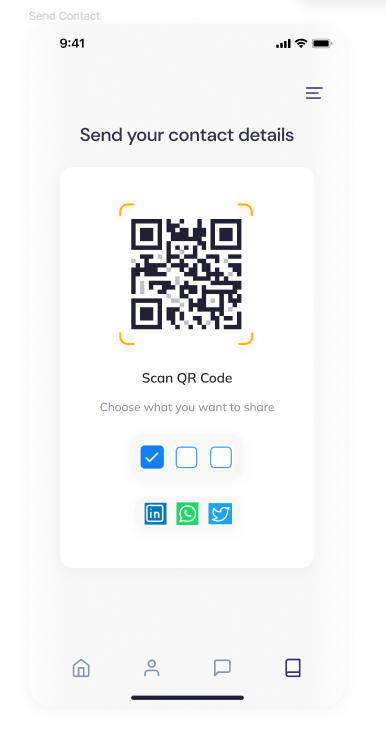 Send Contact
9:41
Send your contact details
Scan QR Code
Choose what you want to share
in